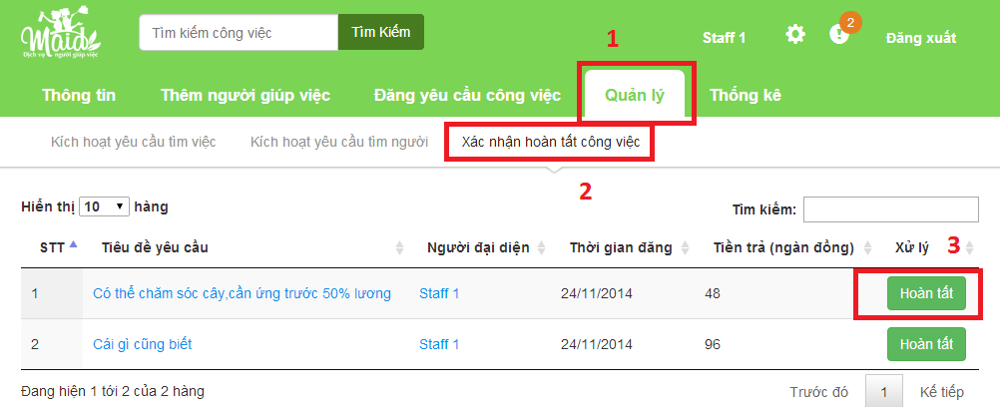 Maid
Dịch vụ người giúp việc
Tìm kiếm công việc
Tìm Kiếm
1
Staff 1
2
Đăng xuất
Thông tin
Thêm người giúp việc
Đăng yêu cầu công việc
Quản lý
Thống kê
Kích hoạt yêu cầu tìm việc
Kích hoạt yêu cầu tìm người
Xác nhận hoàn tất công việc
2
Hiển thị 10 hàng
Tìm kiếm:
STT Tiêu đề yêu cầu Người đại diện Thời gian đăng Tiền trả (ngàn đồng) Xử lý 3
1 Có thể chăm sóc cây,cần ứng trước 50% lương Staff 1 24/11/2014 48 Hoàn tất
2 Cái gì cũng biết Staff 1 24/11/2014 96 Hoàn tất
Đang hiện 1 tới 2 của 2 hàng
Trước đó 1 Kế tiếp